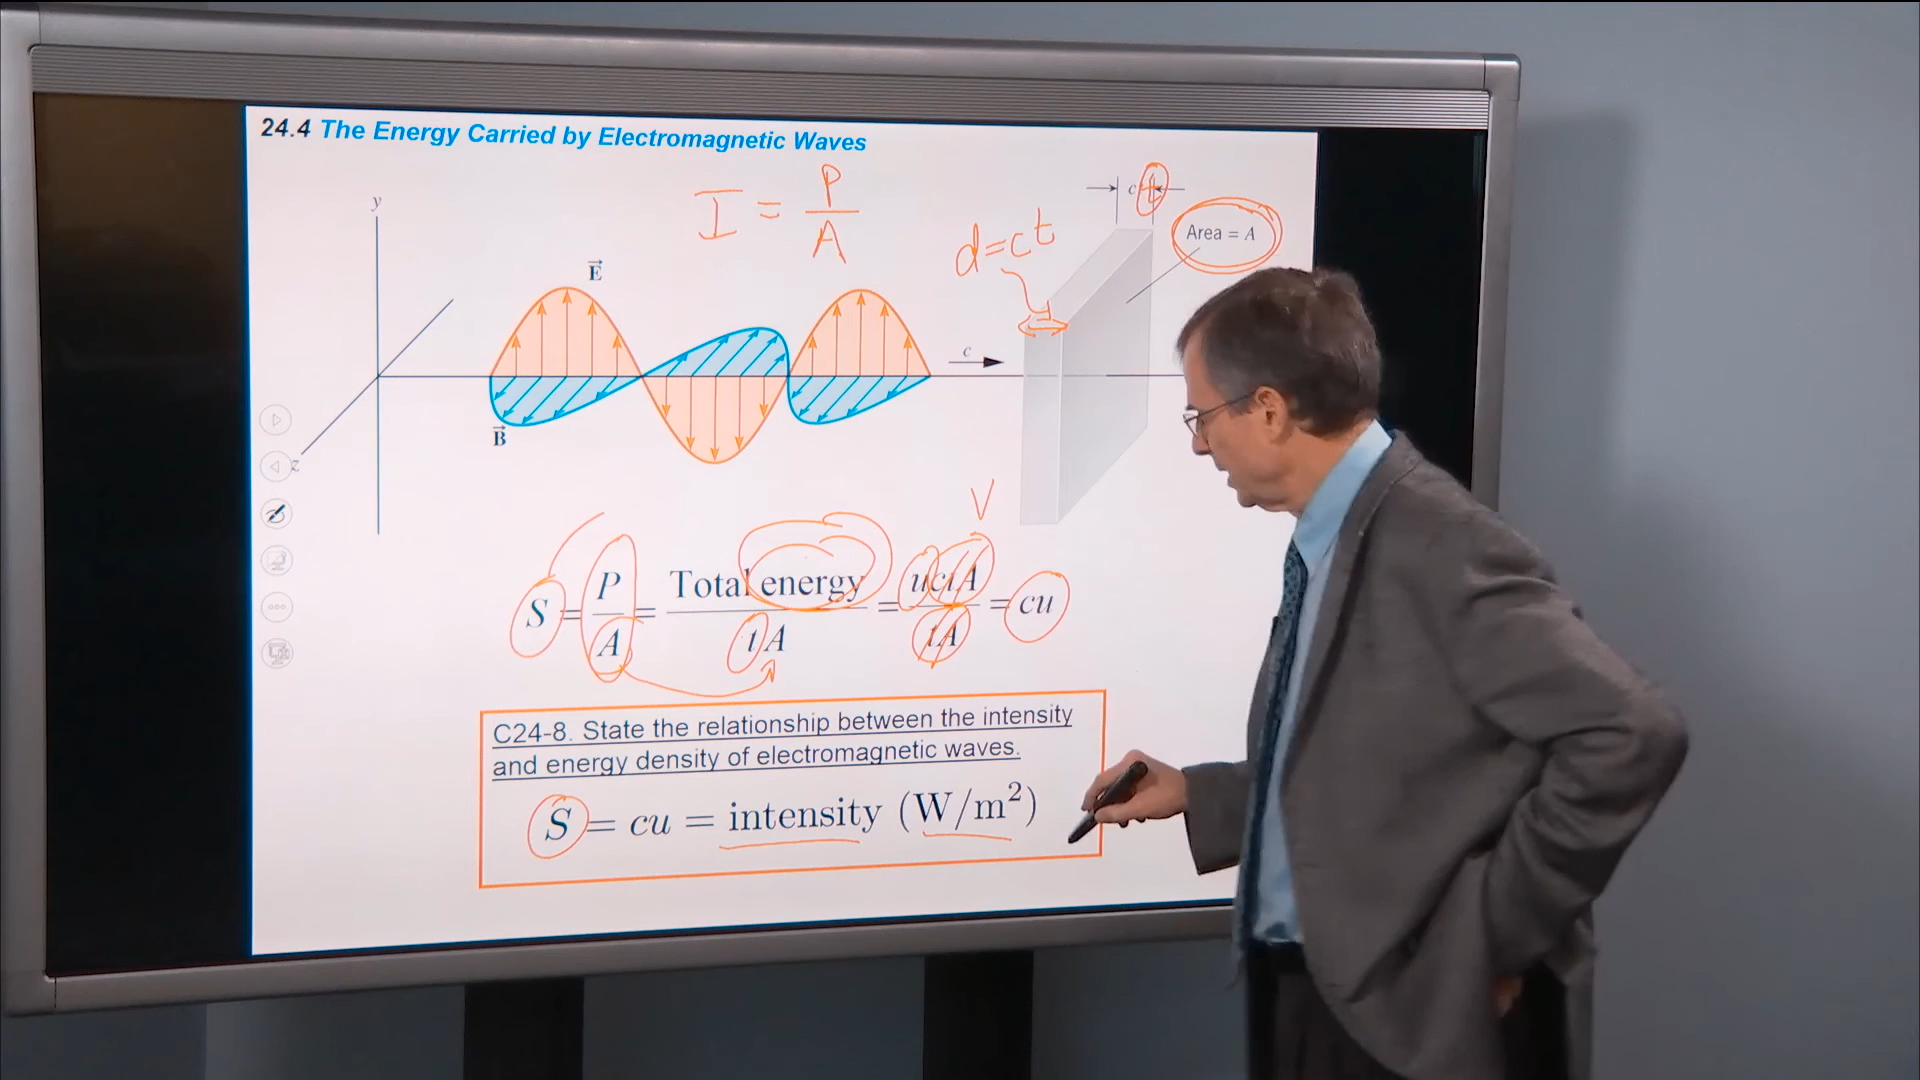 24.4 The Energy Carried by Electromagnetic Waves
I = P/A
y
E
B
z
c
d=ct
ct
Area = A
V
S = P/A = Total energy/tA = uctA/tA = cu
C24-8. State the relationship between the intensity
and energy density of electromagnetic waves.
S = cu = intensity (W/m²)